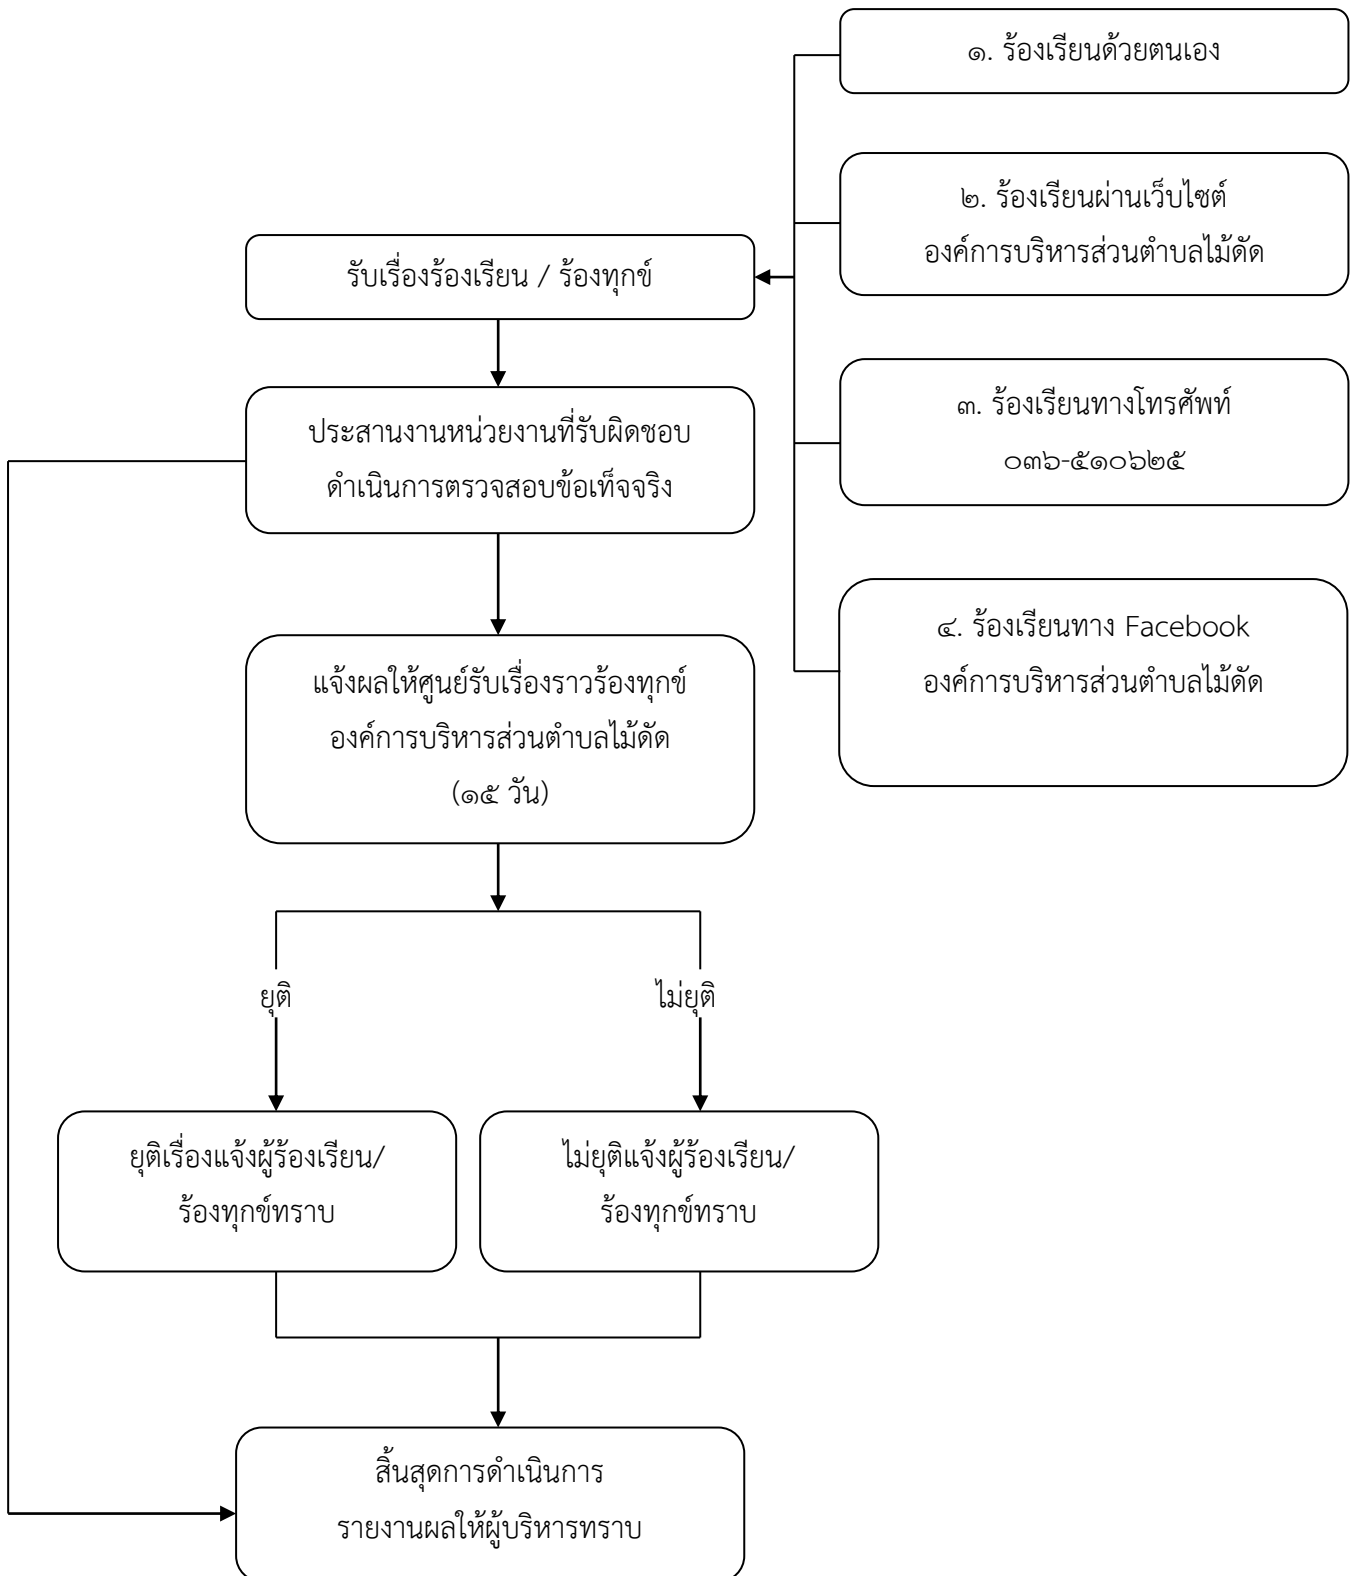 ๑. ร้องเรียนด้วยตนเอง
๒. ร้องเรียนผ่านเว็บไซต์
องค์การบริหารส่วนตำบลไม้ดัด
รับเรื่องร้องเรียน / ร้องทุกข์
๓. ร้องเรียนทางโทรศัพท์
๐๓๖-๕๑๐๖๒๕
ประสานงานหน่วยงานที่รับผิดชอบ
ดำเนินการตรวจสอบข้อเท็จจริง
๔. ร้องเรียนทาง Facebook
องค์การบริหารส่วนตำบลไม้ดัด
แจ้งผลให้ศูนย์รับเรื่องราวร้องทุกข์
องค์การบริหารส่วนตำบลไม้ดัด
(๑๕ วัน)
ยุติ
ไม่ยุติ
ยุติเรื่องแจ้งผู้ร้องเรียน/
ร้องทุกข์ทราบ
ไม่ยุติแจ้งผู้ร้องเรียน/
ร้องทุกข์ทราบ
สิ้นสุดการดำเนินการ
รายงานผลให้ผู้บริหารทราบ